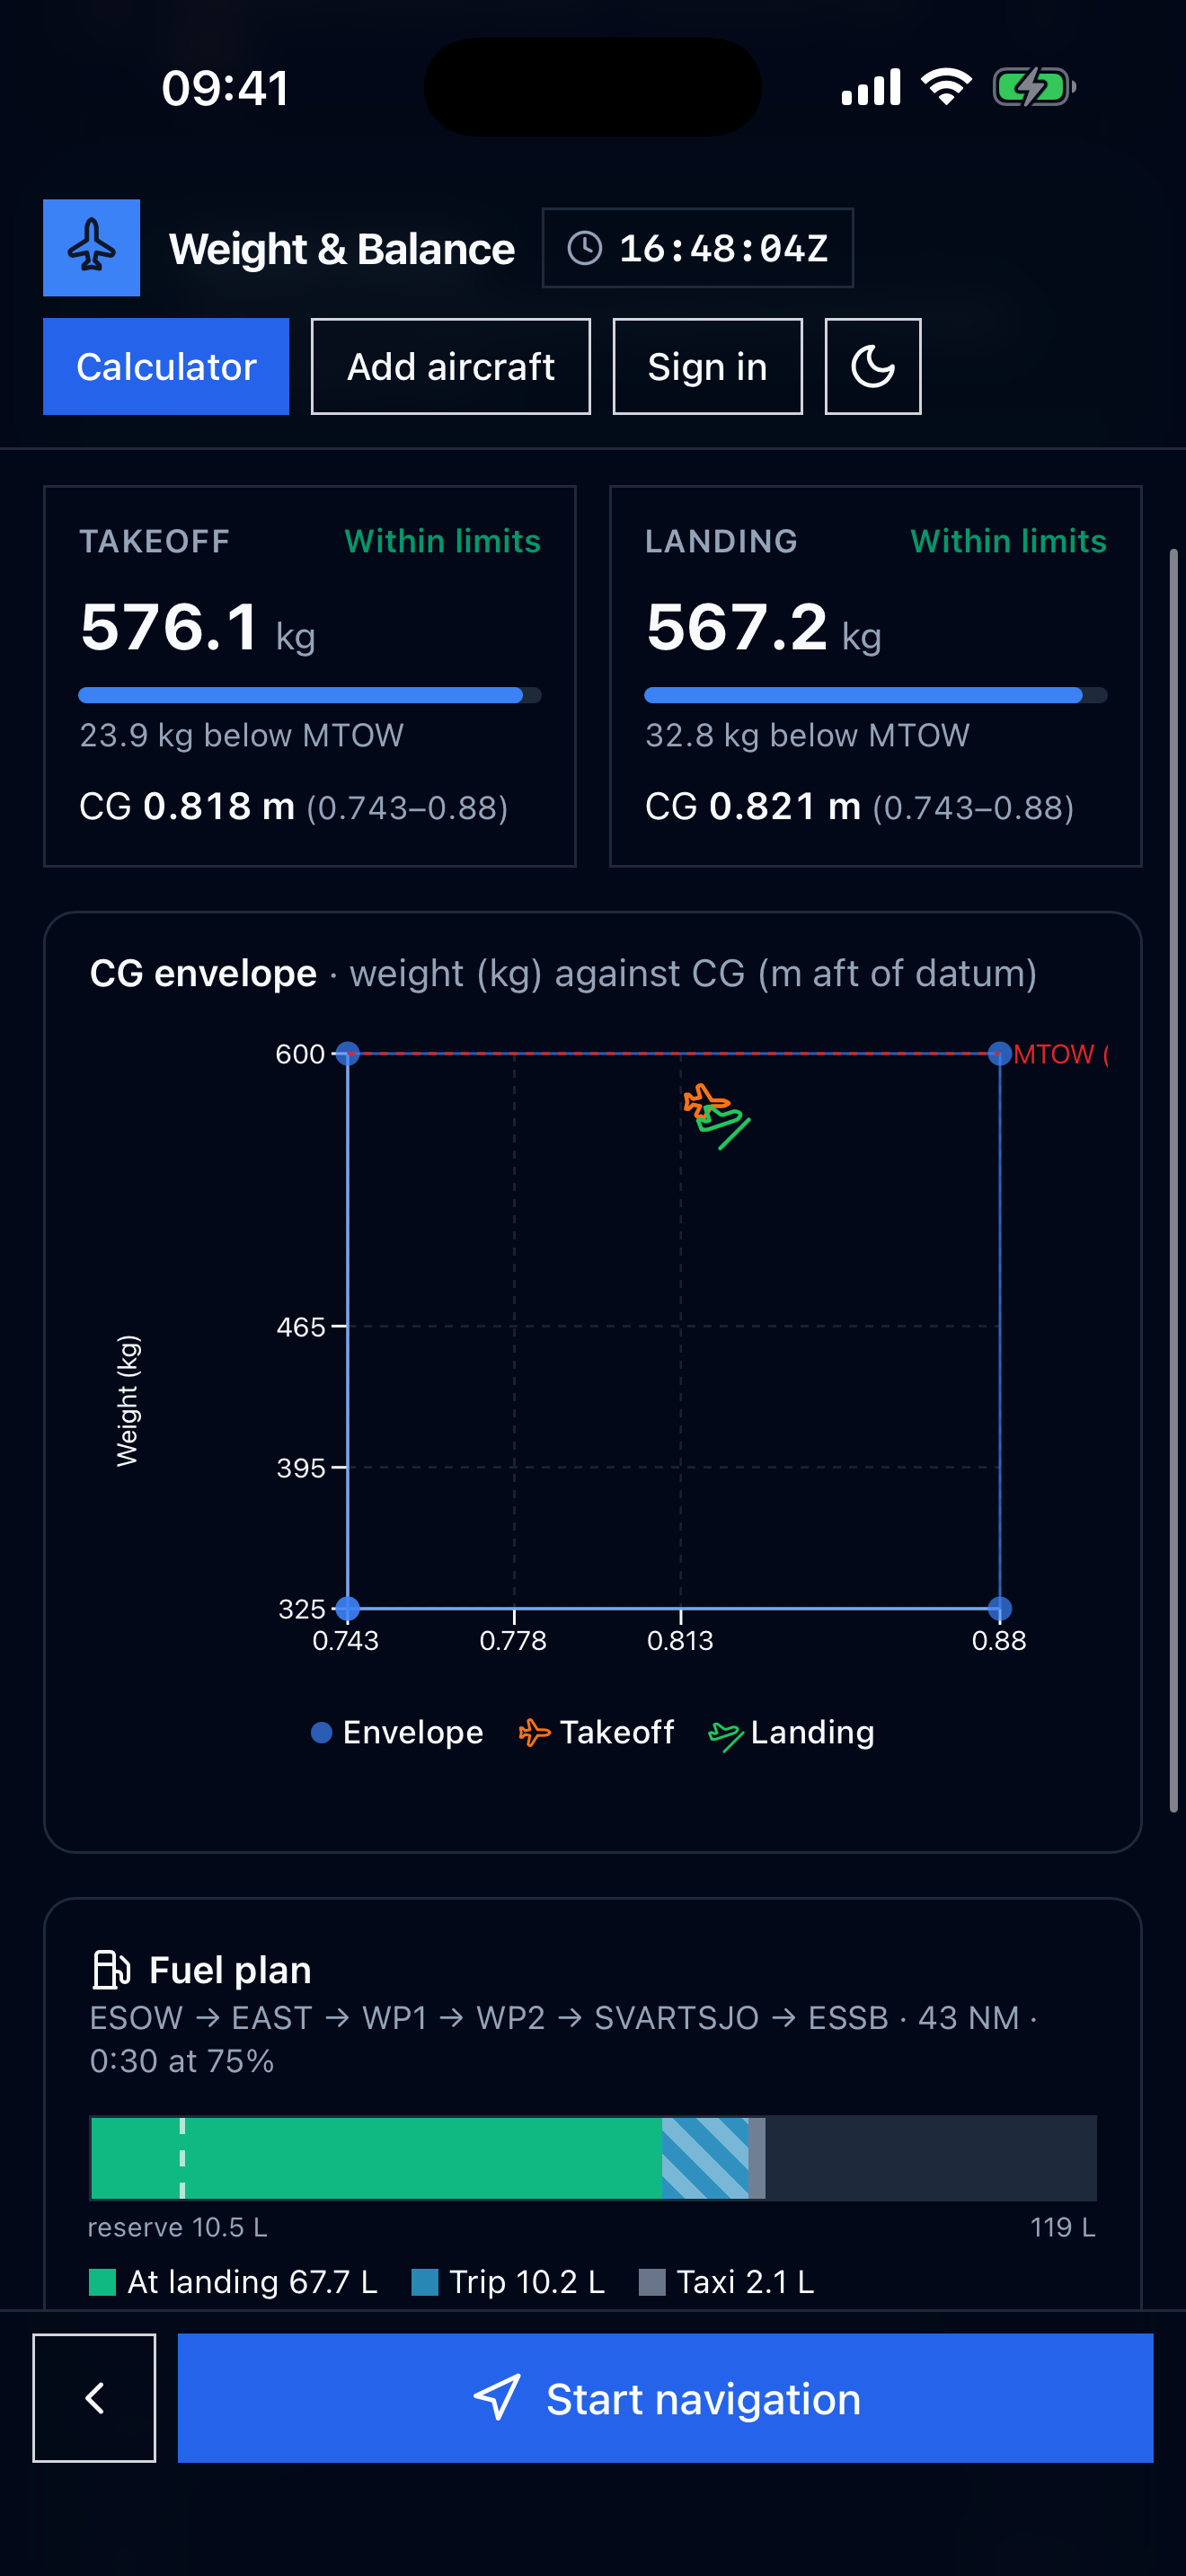 09:41
Weight & Balance
16:48:04Z
Calculator
Add aircraft
Sign in
TAKEOFF
Within limits
576.1 kg
23.9 kg below MTOW
CG 0.818 m (0.743–0.88)
LANDING
Within limits
567.2 kg
32.8 kg below MTOW
CG 0.821 m (0.743–0.88)
CG envelope · weight (kg) against CG (m aft of datum)
600
MTOW (
465
Weight (kg)
395
325
0.743
0.778
0.813
0.88
Envelope
Takeoff
Landing
Fuel plan
ESOW → EAST → WP1 → WP2 → SVARTSJO → ESSB · 43 NM ·
0:30 at 75%
reserve 10.5 L
119 L
At landing 67.7 L
Trip 10.2 L
Taxi 2.1 L
Start navigation